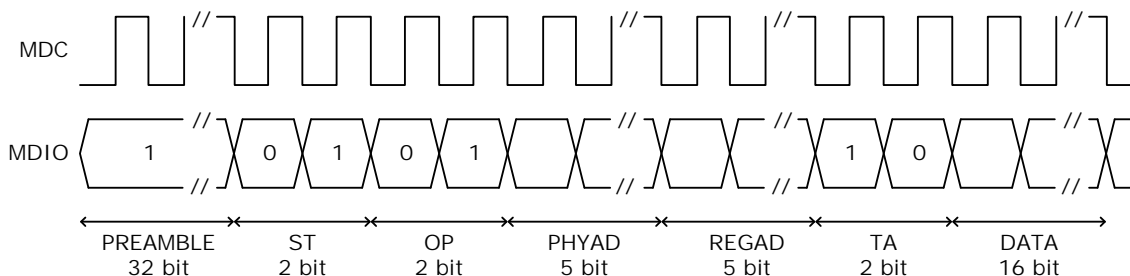 MDC // // // //
// // // //
MDIO 1 0 1 0 1 1 0
// // // //
PREAMBLE ST OP PHYAD REGAD TA DATA
32 bit 2 bit 2 bit 5 bit 5 bit 2 bit 16 bit